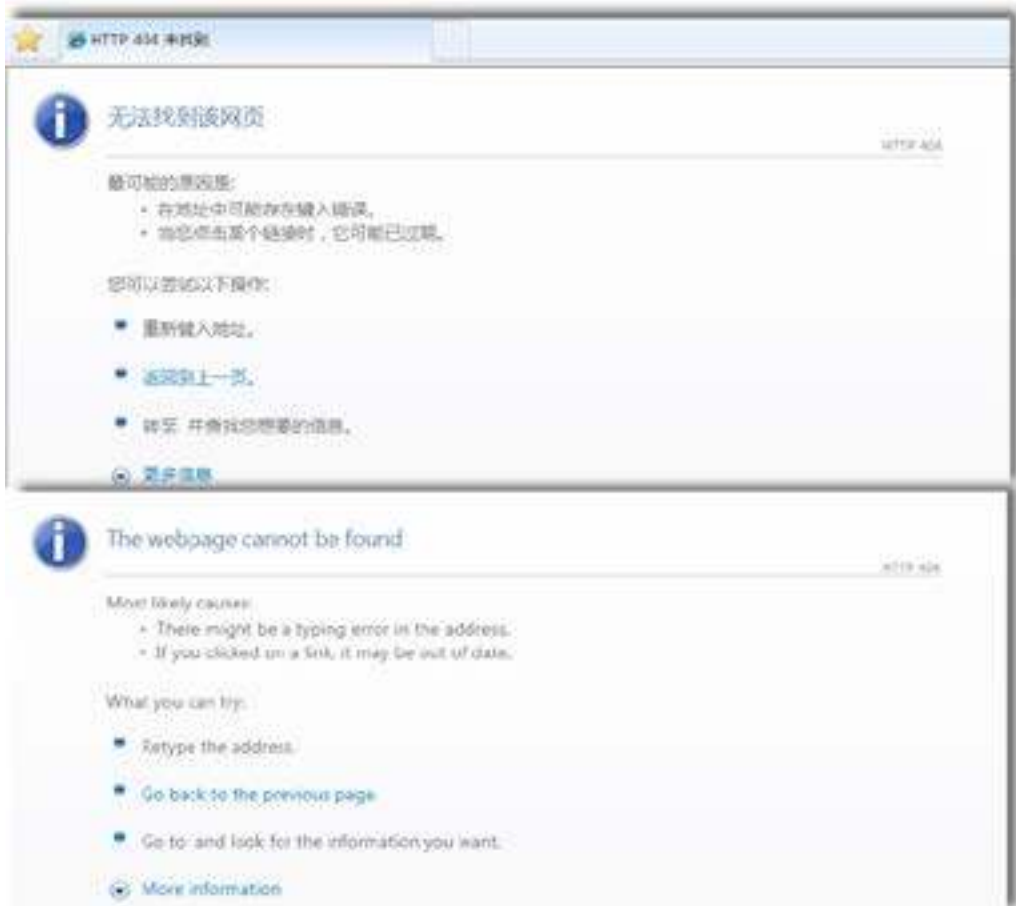 HTTP 404 未找到
无法找到该网页
HTTP 404
最可能的原因是:
• 在地址中可能存在键入错误。
• 当您点击某个链接时，它可能已过期。
您可以尝试以下操作:
重新键入地址。
返回到上一页。
转至 并查找您想要的信息。
更多信息
The webpage cannot be found
HTTP 404
Most likely causes:
• There might be a typing error in the address.
• If you clicked on a link, it may be out of date.
What you can try:
Retype the address.
Go back to the previous page.
Go to and look for the information you want.
More information